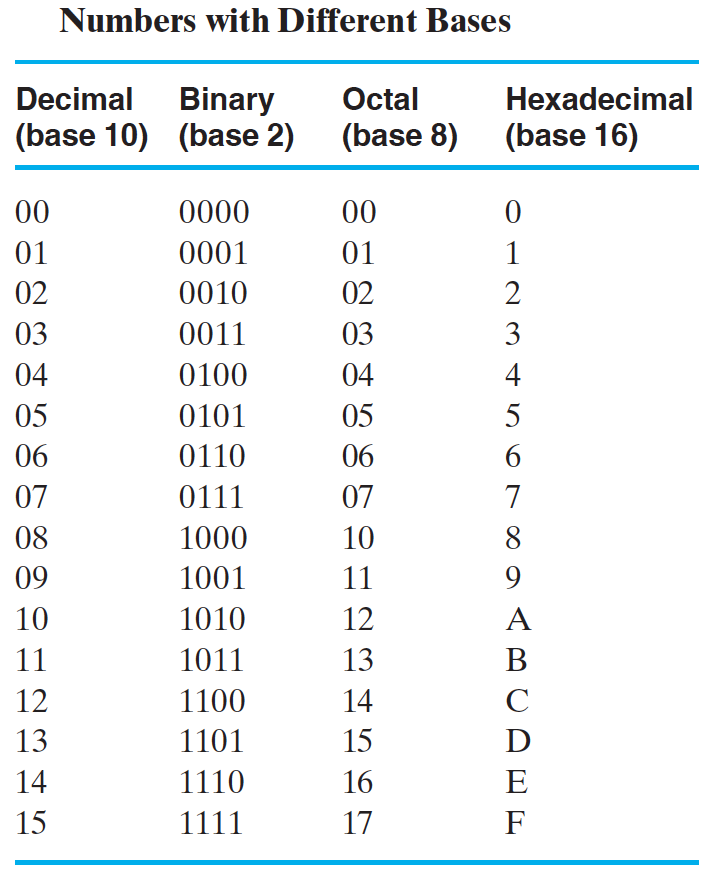 Numbers with Different Bases
Decimal Binary Octal Hexadecimal
(base 10) (base 2) (base 8) (base 16)
00 0000 00 0
01 0001 01 1
02 0010 02 2
03 0011 03 3
04 0100 04 4
05 0101 05 5
06 0110 06 6
07 0111 07 7
08 1000 10 8
09 1001 11 9
10 1010 12 A
11 1011 13 B
12 1100 14 C
13 1101 15 D
14 1110 16 E
15 1111 17 F